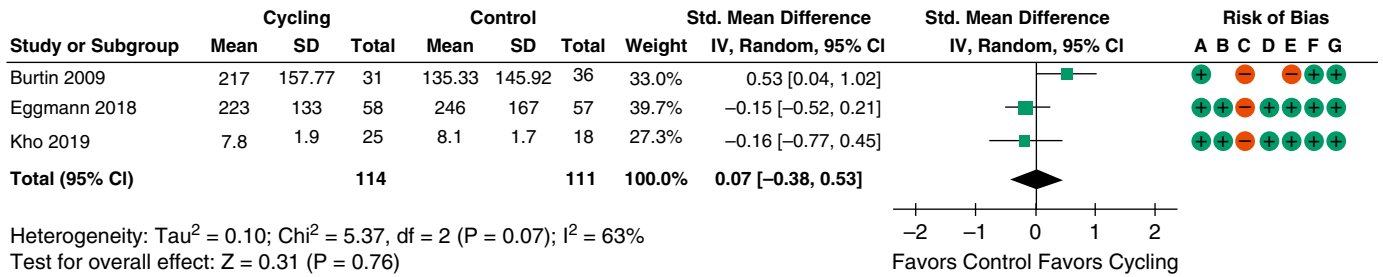 Cycling Control Std. Mean Difference Std. Mean Difference Risk of Bias
Study or Subgroup Mean SD Total Mean SD Total Weight IV, Random, 95% CI IV, Random, 95% CI A B C D E F G
Burtin 2009 217 157.77 31 135.33 145.92 36 33.0% 0.53 [0.04, 1.02] + − − + +
Eggmann 2018 223 133 58 246 167 57 39.7% −0.15 [−0.52, 0.21] + + − + + + +
Kho 2019 7.8 1.9 25 8.1 1.7 18 27.3% −0.16 [−0.77, 0.45] + + − + + + +
Total (95% CI) 114 111 100.0% 0.07 [−0.38, 0.53]
−2 −1 0 1 2
Heterogeneity: Tau² = 0.10; Chi² = 5.37, df = 2 (P = 0.07); I² = 63%
Test for overall effect: Z = 0.31 (P = 0.76) Favors Control Favors Cycling